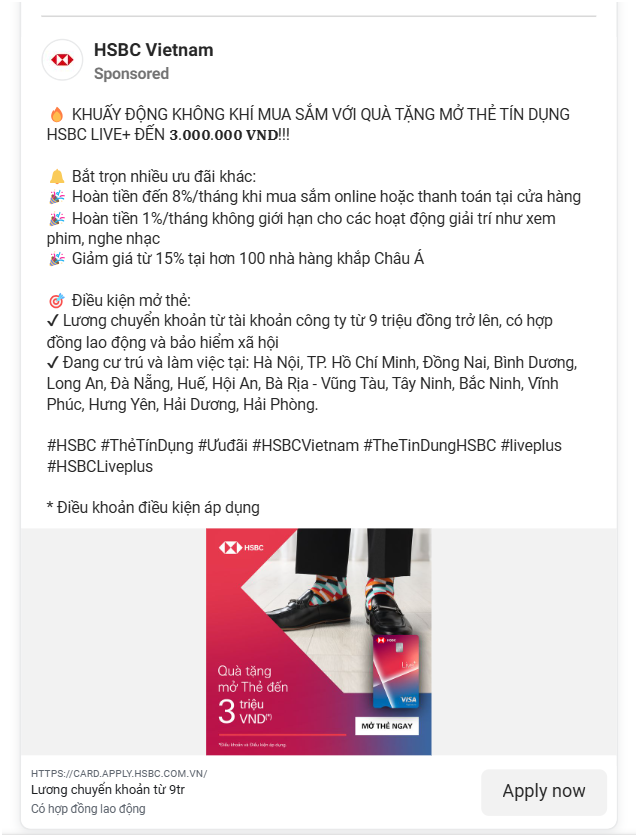 HSBC Vietnam
Sponsored
🔥 KHUẤY ĐỘNG KHÔNG KHÍ MUA SẮM VỚI QUÀ TẶNG MỞ THẺ TÍN DỤNG
HSBC LIVE+ ĐẾN 3.000.000 VND!!!
🔔 Bắt trọn nhiều ưu đãi khác:
🎉 Hoàn tiền đến 8%/tháng khi mua sắm online hoặc thanh toán tại cửa hàng
🎉 Hoàn tiền 1%/tháng không giới hạn cho các hoạt động giải trí như xem
phim, nghe nhạc
🎉 Giảm giá từ 15% tại hơn 100 nhà hàng khắp Châu Á
🎯 Điều kiện mở thẻ:
✓ Lương chuyển khoản từ tài khoản công ty từ 9 triệu đồng trở lên, có hợp
đồng lao động và bảo hiểm xã hội
✓ Đang cư trú và làm việc tại: Hà Nội, TP. Hồ Chí Minh, Đồng Nai, Bình Dương,
Long An, Đà Nẵng, Huế, Hội An, Bà Rịa - Vũng Tàu, Tây Ninh, Bắc Ninh, Vĩnh
Phúc, Hưng Yên, Hải Dương, Hải Phòng.
#HSBC #ThẻTínDụng #Ưuđãi #HSBCVietnam #TheTinDungHSBC #liveplus
#HSBCLiveplus
* Điều khoản điều kiện áp dụng
HSBC
Quà tặng
mở Thẻ đến
3 triệu
VND(*)
*Điều khoản và Điều kiện áp dụng
HSBC
Live+
VISA
MỞ THẺ NGAY
HTTPS://CARD.APPLY.HSBC.COM.VN/
Lương chuyển khoản từ 9tr
Có hợp đồng lao động
Apply now